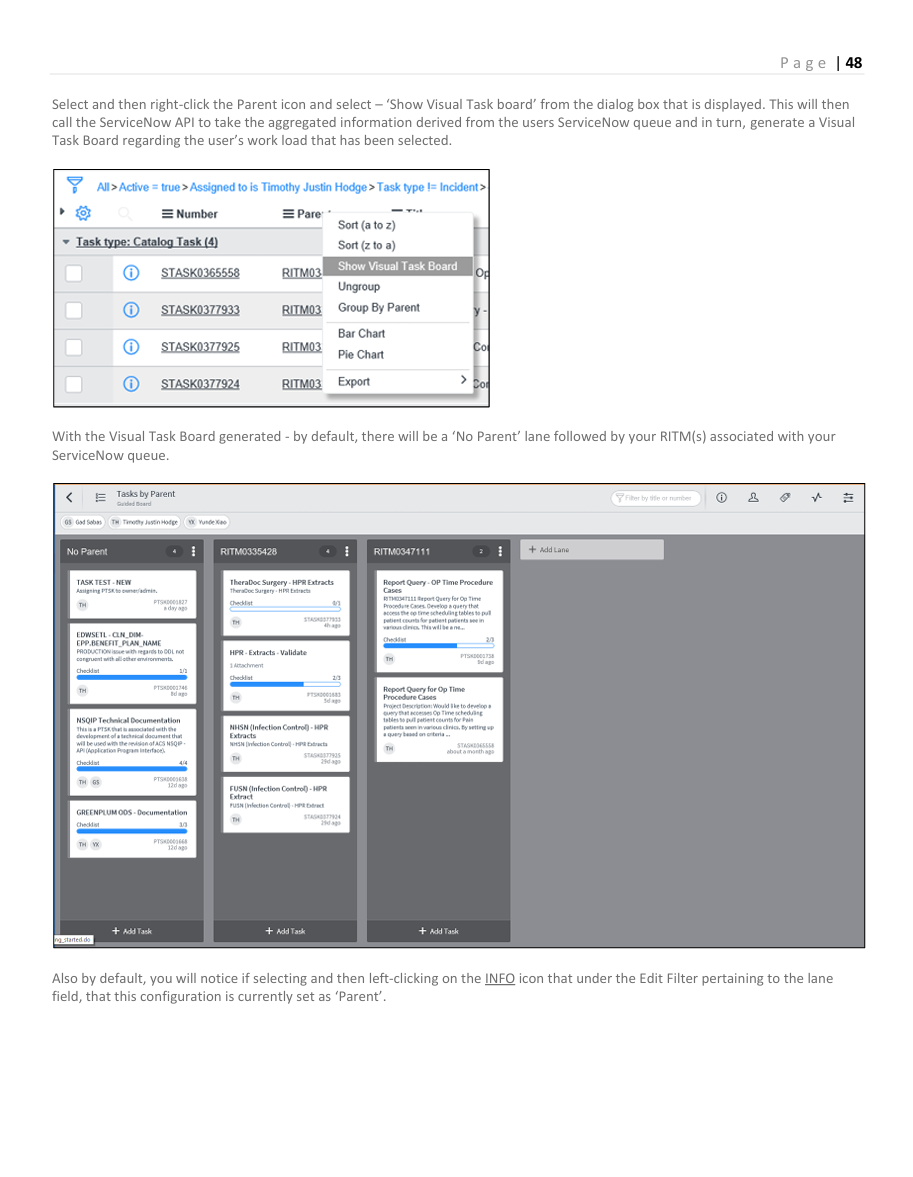 Page | 48
Select and then right-click the Parent icon and select – ‘Show Visual Task board’ from the dialog box that is displayed. This will then
call the ServiceNow API to take the aggregated information derived from the users ServiceNow queue and in turn, generate a Visual
Task Board regarding the user’s work load that has been selected.
All > Active = true > Assigned to is Timothy Justin Hodge > Task type != Incident >
Number
Sort (a to z)
Sort (z to a)
Task type: Catalog Task (4)
Show Visual Task Board
STASK0365558 RITM03
Ungroup
STASK0377933 RITM03
Group By Parent
Bar Chart
STASK0377925 RITM03
Pie Chart
STASK0377924 RITM03
Export
With the Visual Task Board generated - by default, there will be a ‘No Parent’ lane followed by your RITM(s) associated with your
ServiceNow queue.
Tasks by Parent
Guided Board
Filter by title or number
GS Gad Sabas TH Timothy Justin Hodge YX Yunde Xiao
No Parent 4
TASK TEST - NEW
Assigning PTSK to owner/admin.
TH PTSK0001827
a day ago
EDWSETL - CLN_DIM-
EPP.BENEFIT_PLAN_NAME
PRODUCTION issue with regards to DDL not
congruent with all other environments.
Checklist 1/1
TH PTSK0001746
8d ago
NSQIP Technical Documentation
This is a PTSK that is associated with the
development of a technical document that
will be used with the revision of ACS NSQIP -
API (Application Program Interface).
Checklist 4/4
TH GS PTSK0001638
12d ago
GREENPLUM ODS - Documentation
Checklist 3/3
TH YX PTSK0001668
12d ago
+ Add Task
RITM0335428 4
TheraDoc Surgery - HPR Extracts
TheraDoc Surgery - HPR Extracts
Checklist 0/1
TH STASK0377933
4h ago
HPR - Extracts - Validate
1 Attachment
Checklist 2/3
TH PTSK0001683
5d ago
NHSN (Infection Control) - HPR
Extracts
NHSN (Infection Control) - HPR Extracts
TH STASK0377925
29d ago
FUSN (Infection Control) - HPR
Extract
FUSN (Infection Control) - HPR Extract
TH STASK0377924
29d ago
+ Add Task
RITM0347111 2
Report Query - OP Time Procedure
Cases
RITM0347111 Report Query for Op Time
Procedure Cases. Develop a query that
access the op time scheduling tables to pull
patient counts for patient patients see in
various clinics. This will be a ne...
Checklist 2/3
TH PTSK0001738
9d ago
Report Query for Op Time
Procedure Cases
Project Description: Would like to develop a
query that accesses Op Time scheduling
tables to pull patient counts for Pain
patients seen in various clinics. By setting up
a query based on criteria ...
TH STASK0365558
about a month ago
+ Add Task
+ Add Lane
ng_started.do
Also by default, you will notice if selecting and then left-clicking on the INFO icon that under the Edit Filter pertaining to the lane
field, that this configuration is currently set as ‘Parent’.